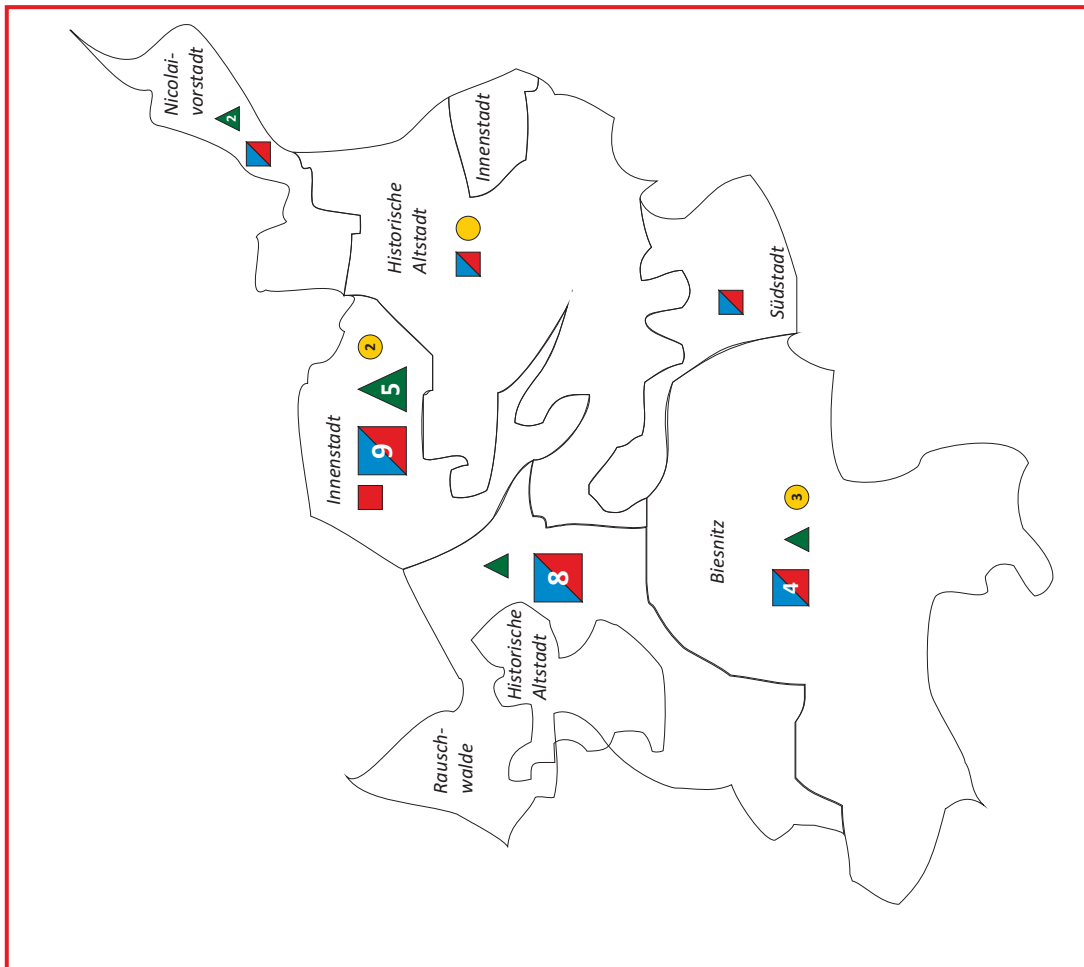 Nicolai-
vorstadt
2
Innenstadt
9
5
2
Historische
Altstadt
Rausch-
walde
Innenstadt
Historische
Altstadt
8
Biesnitz
4
3
Südstadt